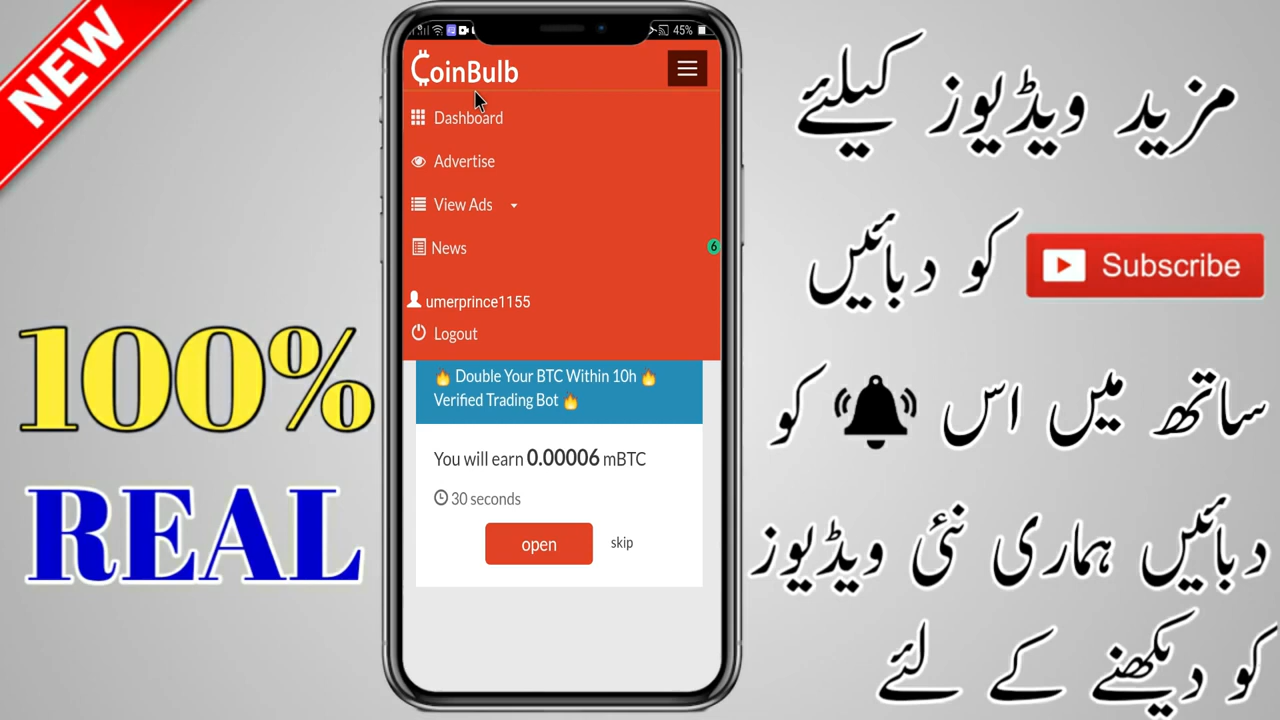 NEW
100%
REAL
45%
CoinBulb
Dashboard
Advertise
View Ads
News
6
umerprince1155
Logout
🔥 Double Your BTC Within 10h 🔥
Verified Trading Bot 🔥
You will earn 0.00006 mBTC
30 seconds
open skip
مزید ویڈیوز کیلئے
Subscribe کو دبائیں
ساتھ میں اس 🔔 کو
دبائیں ہماری نئی ویڈیوز
کو دیکھنے کے لئے